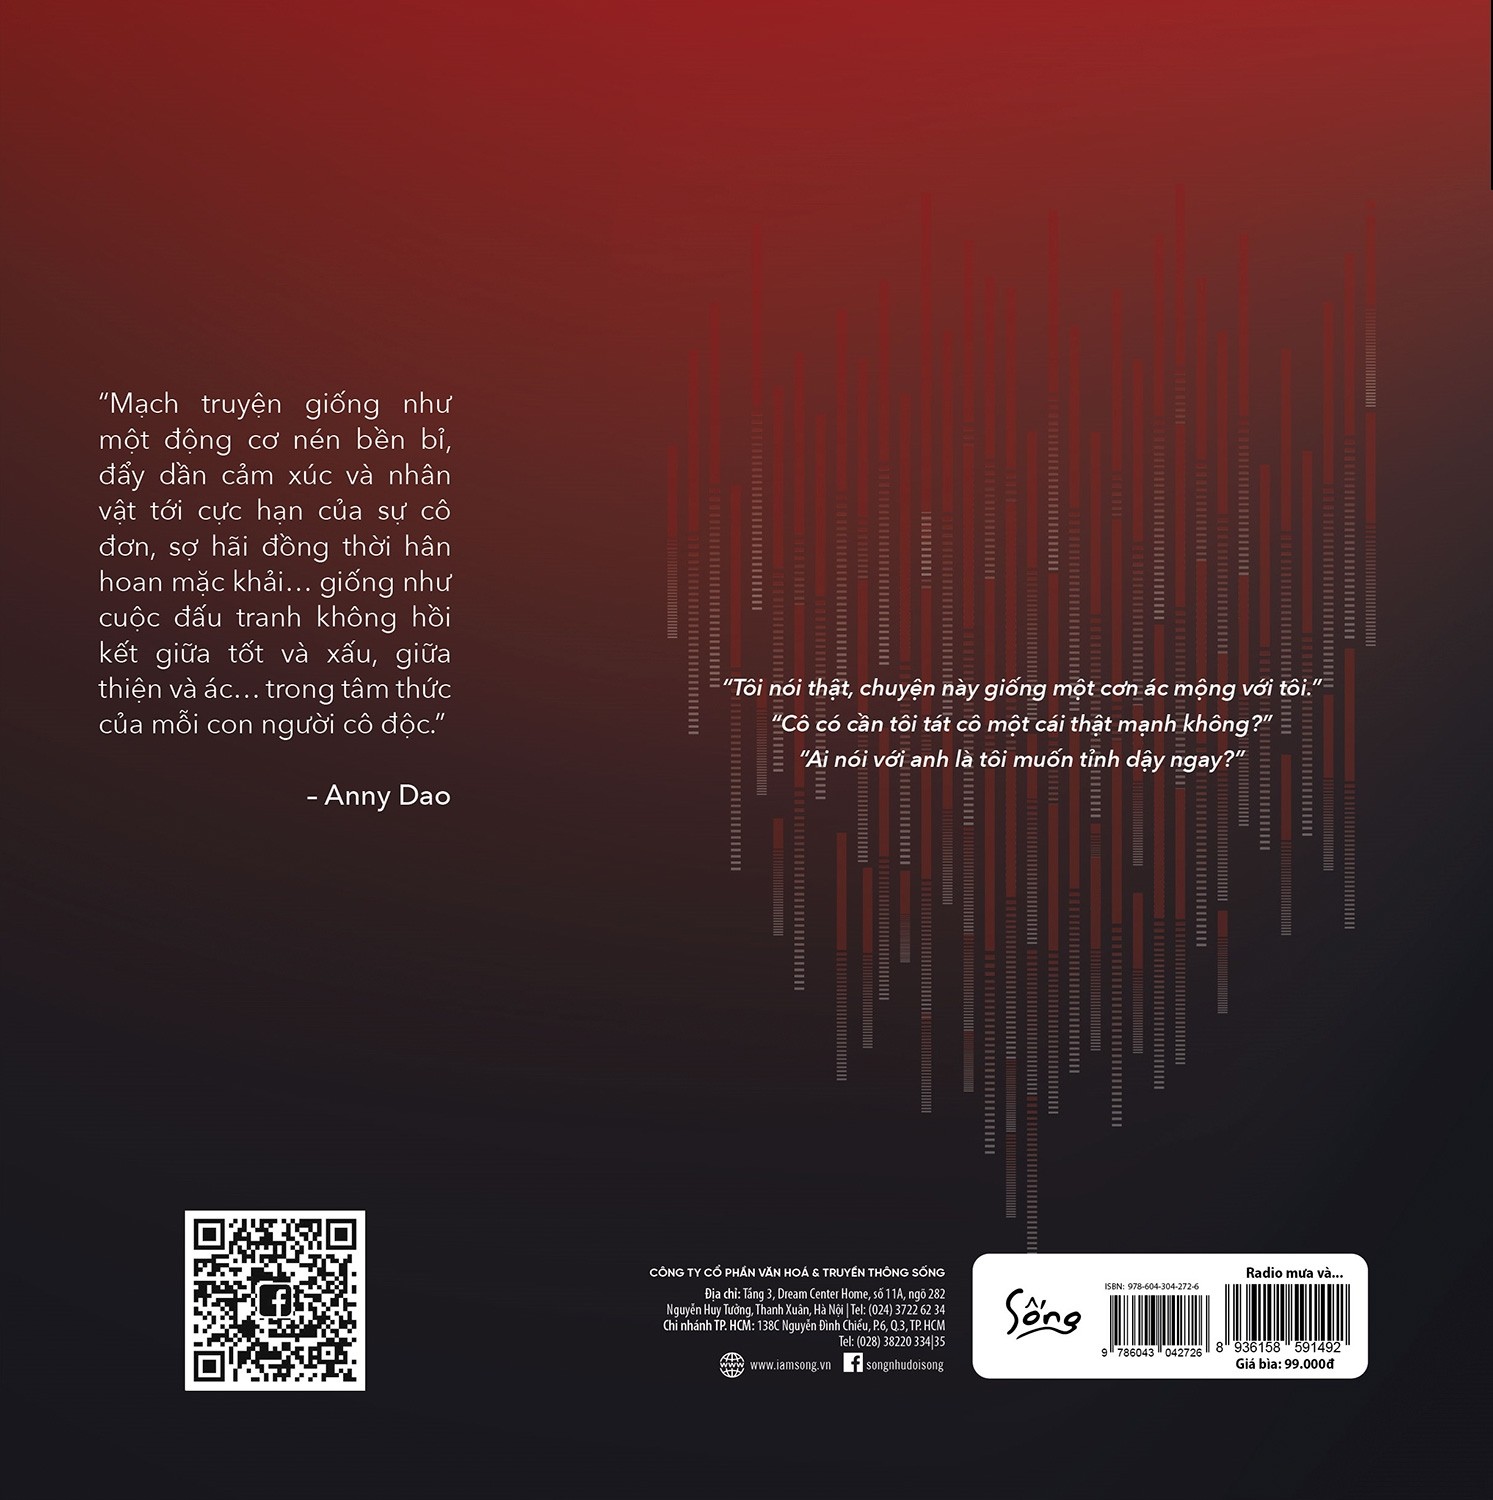 “Mạch truyện giống như
một động cơ nén bền bỉ,
đẩy dần cảm xúc và nhân
vật tới cực hạn của sự cô
đơn, sợ hãi đồng thời hân
hoan mặc khải... giống như
cuộc đấu tranh không hồi
kết giữa tốt và xấu, giữa
thiện và ác... trong tâm thức
của mỗi con người cô độc.”
– Anny Dao
“Tôi nói thật, chuyện này giống một cơn ác mộng với tôi.”
“Cô có cần tôi tát cô một cái thật mạnh không?”
“Ai nói với anh là tôi muốn tỉnh dậy ngay?”
CÔNG TY CỔ PHẦN VĂN HOÁ & TRUYỀN THÔNG SỐNG
Địa chỉ: Tầng 3, Dream Center Home, số 11A, ngõ 282
Nguyễn Huy Tưởng, Thanh Xuân, Hà Nội | Tel: (024) 3722 62 34
Chi nhánh TP. HCM: 138C Nguyễn Đình Chiểu, P.6, Q.3, TP. HCM
Tel: (028) 38220 334|35
www.iamsong.vn songnhudoisong
Sống
Radio mưa và...
ISBN: 978-604-304-272-6
9 786043 042726
8 936158 591492
Giá bìa: 99.000đ